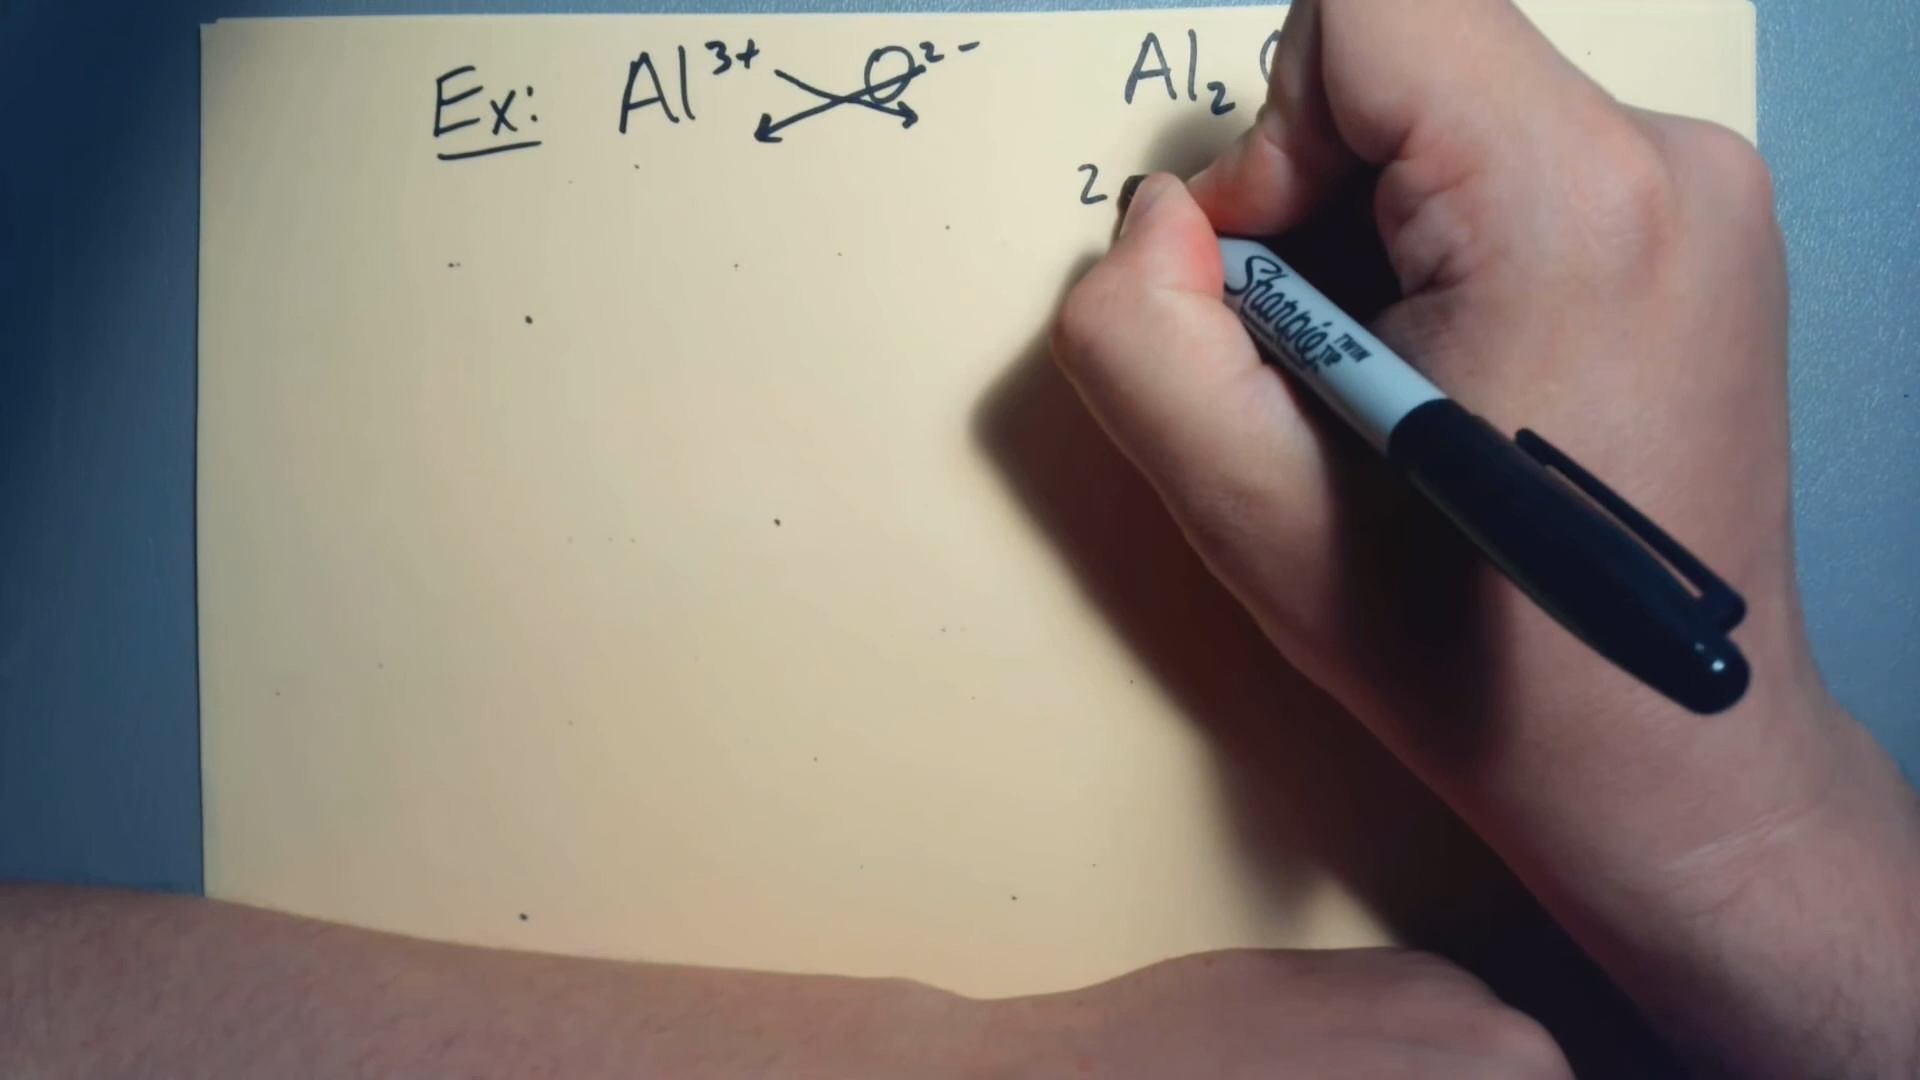 Ex: Al³⁺ O²⁻ Al₂
2
Sharpie TWIN TIP